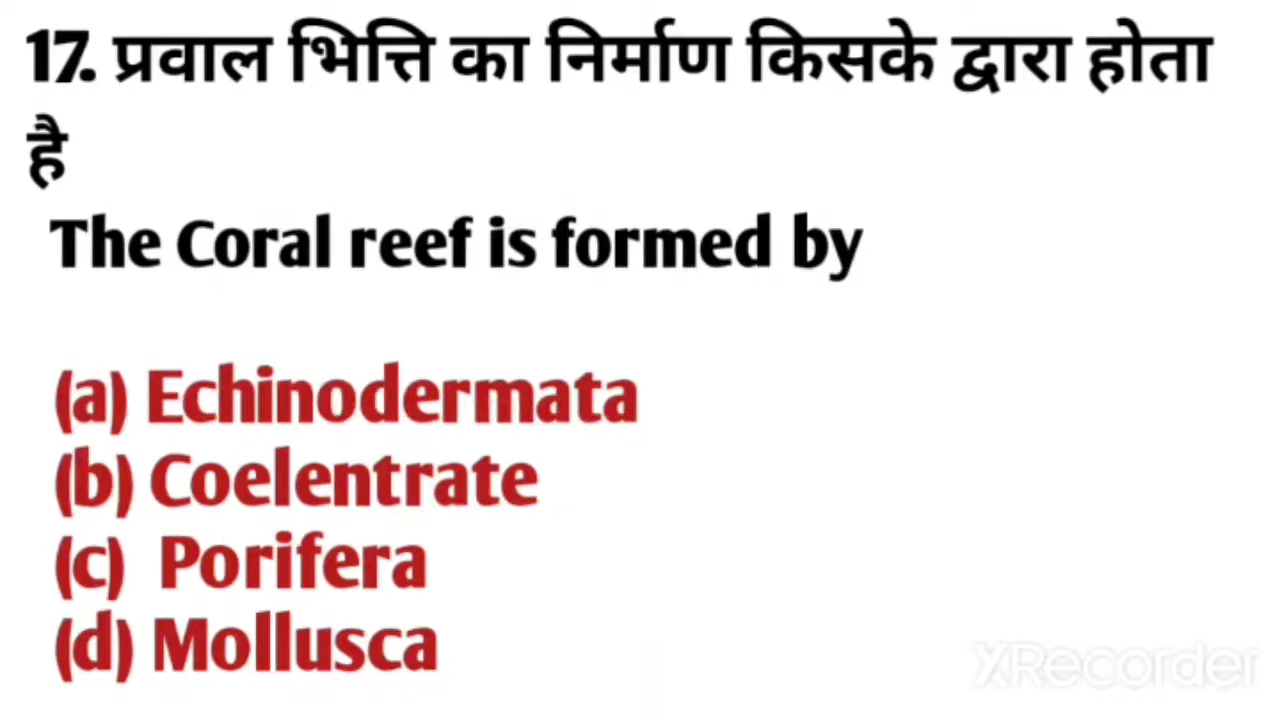 17. प्रवाल भित्ति का निर्माण किसके द्वारा होता
है
The Coral reef is formed by
(a) Echinodermata
(b) Coelentrate
(c) Porifera
(d) Mollusca
XRecorder